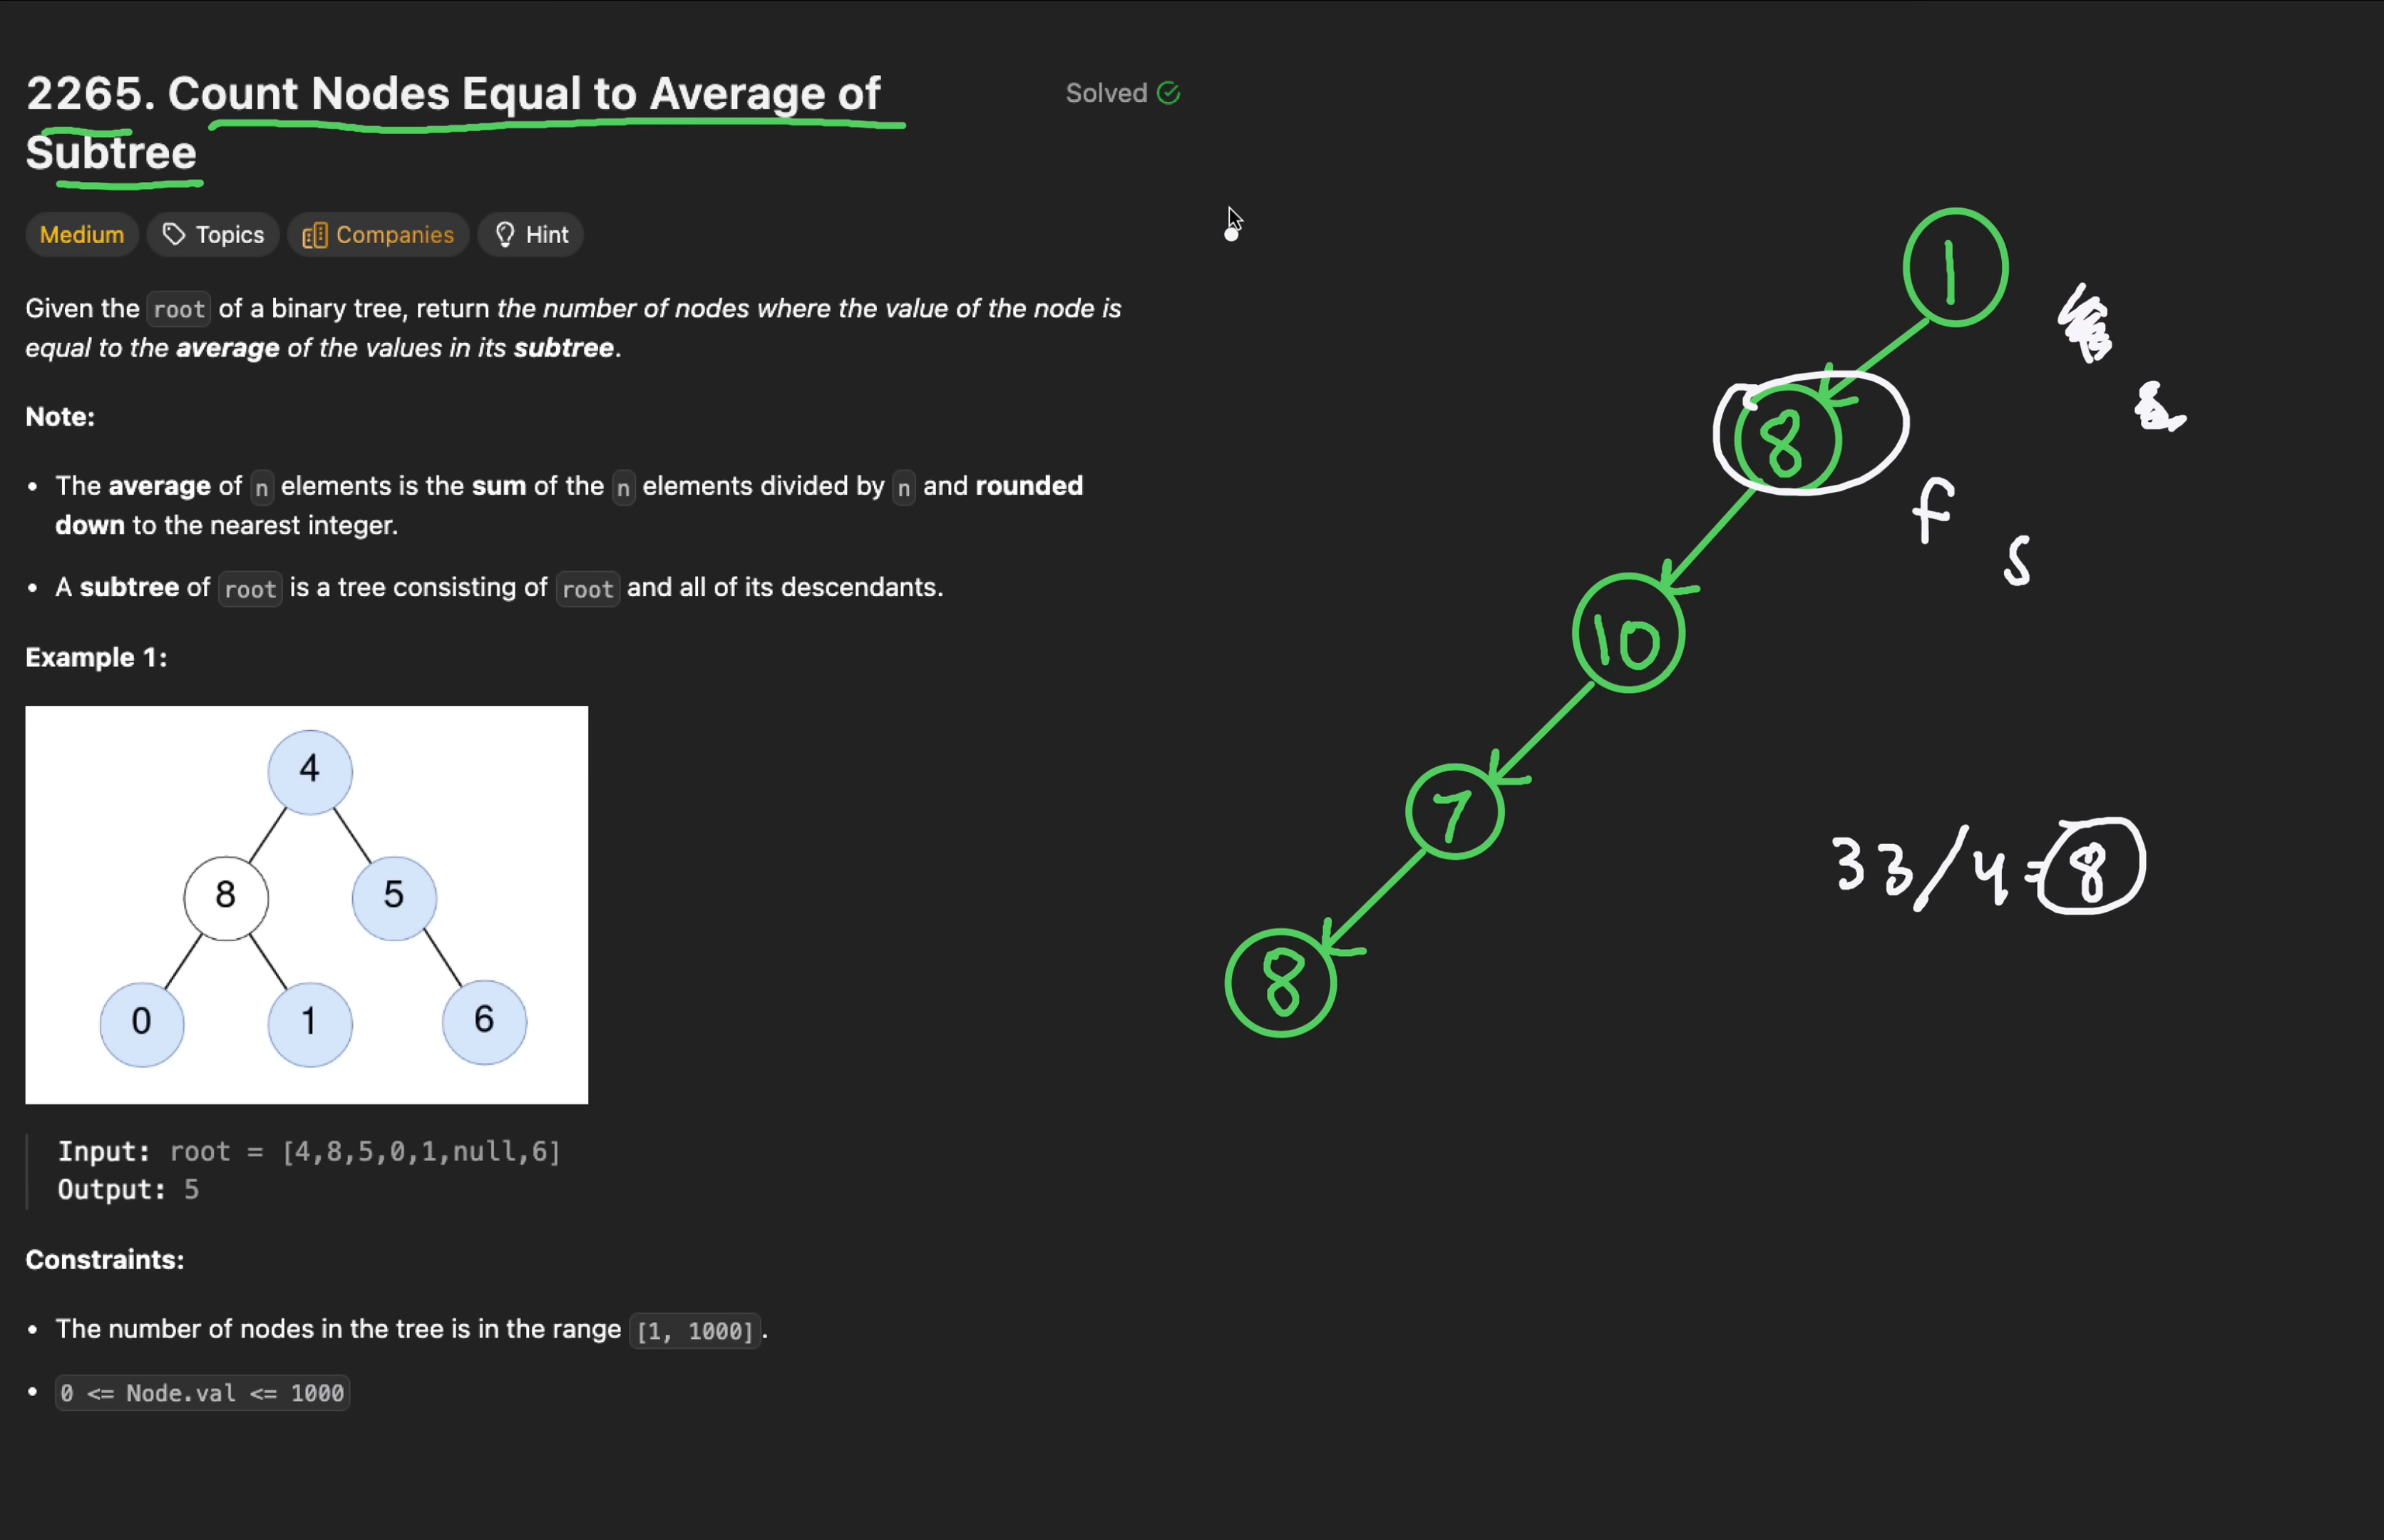 2265. Count Nodes Equal to Average of
Subtree
Solved
Medium
Topics
Companies
Hint
Given the root of a binary tree, return the number of nodes where the value of the node is
equal to the average of the values in its subtree.
Note:
• The average of n elements is the sum of the n elements divided by n and rounded
down to the nearest integer.
• A subtree of root is a tree consisting of root and all of its descendants.
Example 1:
4
8 5
0 1 6
Input: root = [4,8,5,0,1,null,6]
Output: 5
Constraints:
• The number of nodes in the tree is in the range [1, 1000].
• 0 <= Node.val <= 1000
1
8
f
s
10
7
33/4=8
8